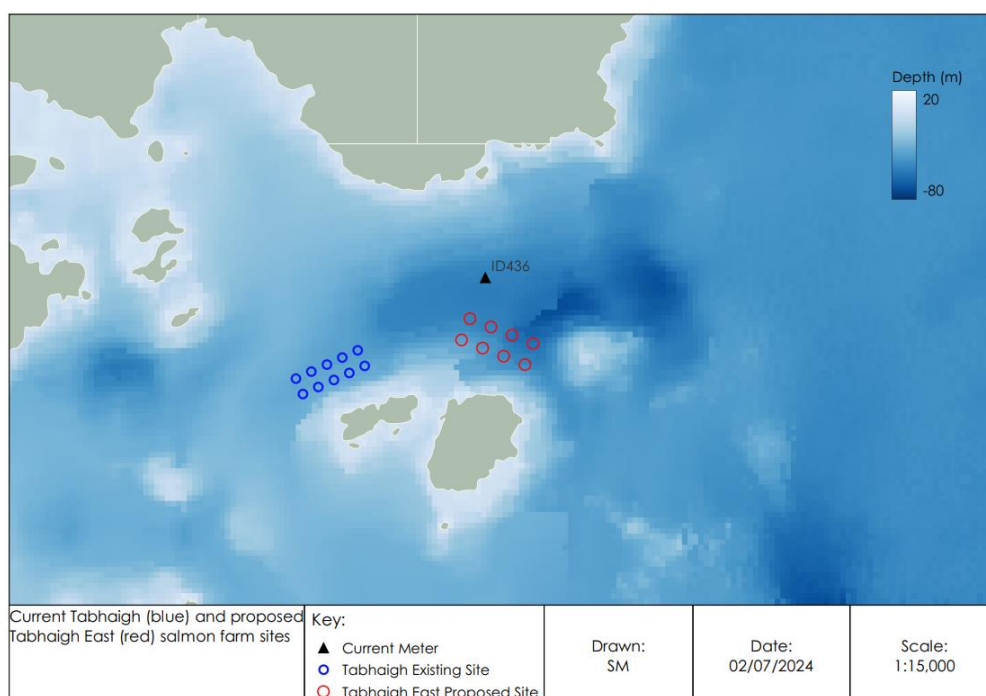 Depth (m)
20
-80
ID436
Current Tabhaigh (blue) and proposed
Tabhaigh East (red) salmon farm sites
Key:
Current Meter
Tabhaigh Existing Site
Tabhaigh East Proposed Site
Drawn:
SM
Date:
02/07/2024
Scale:
1:15,000